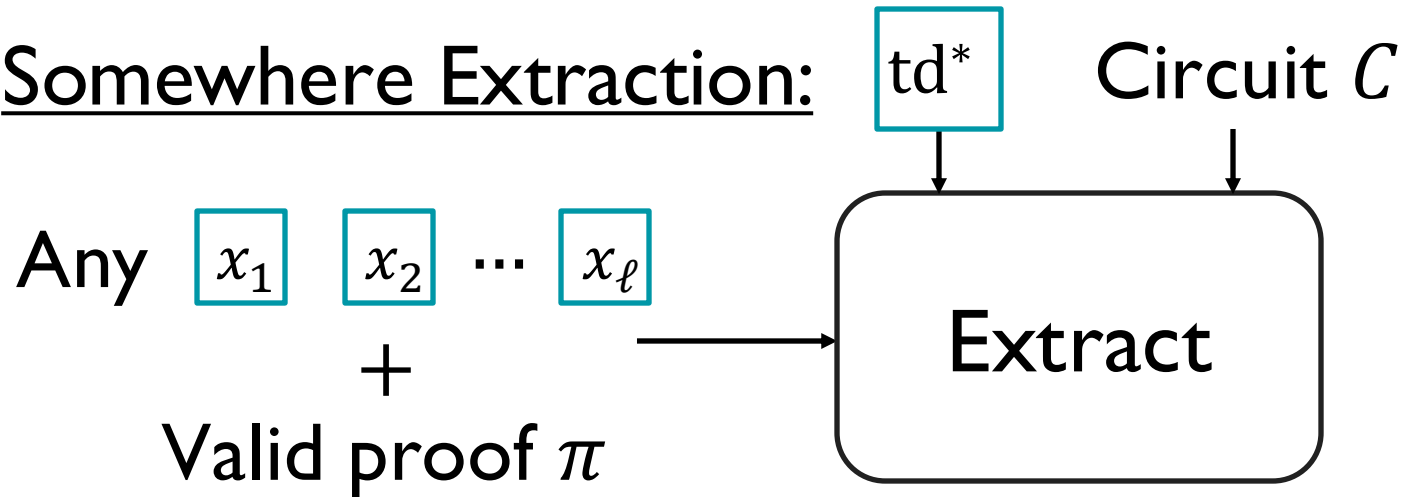 Somewhere Extraction: td* Circuit C
Any x₁ x₂ ⋯ xℓ
+
Valid proof π
Extract